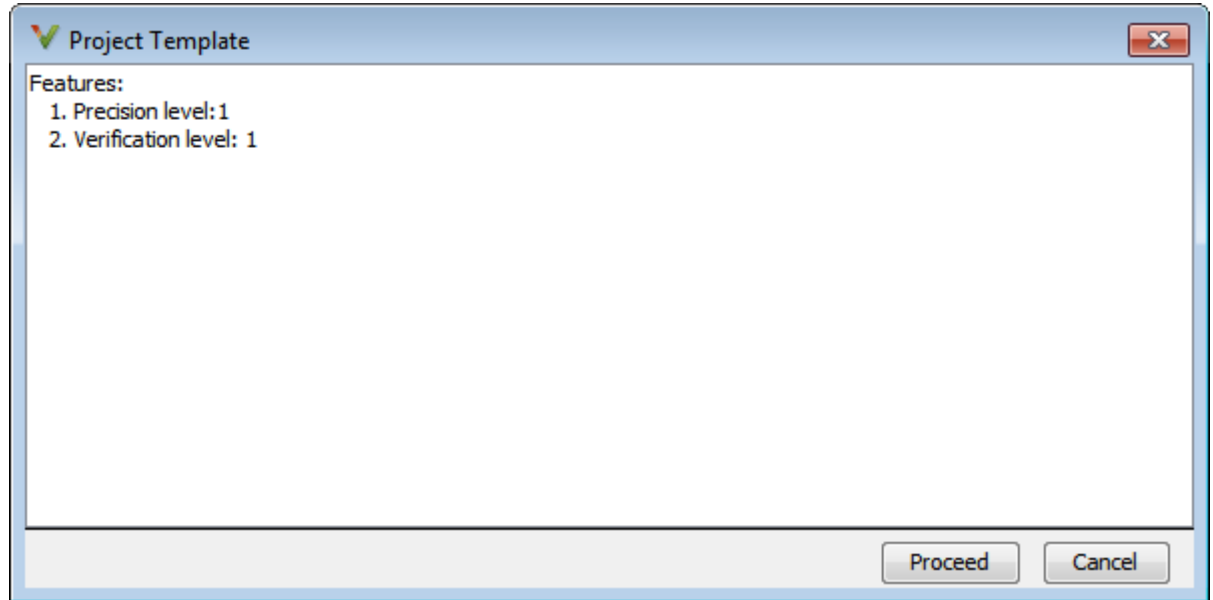 Project Template
Features:
1. Precision level:1
2. Verification level: 1
Proceed Cancel